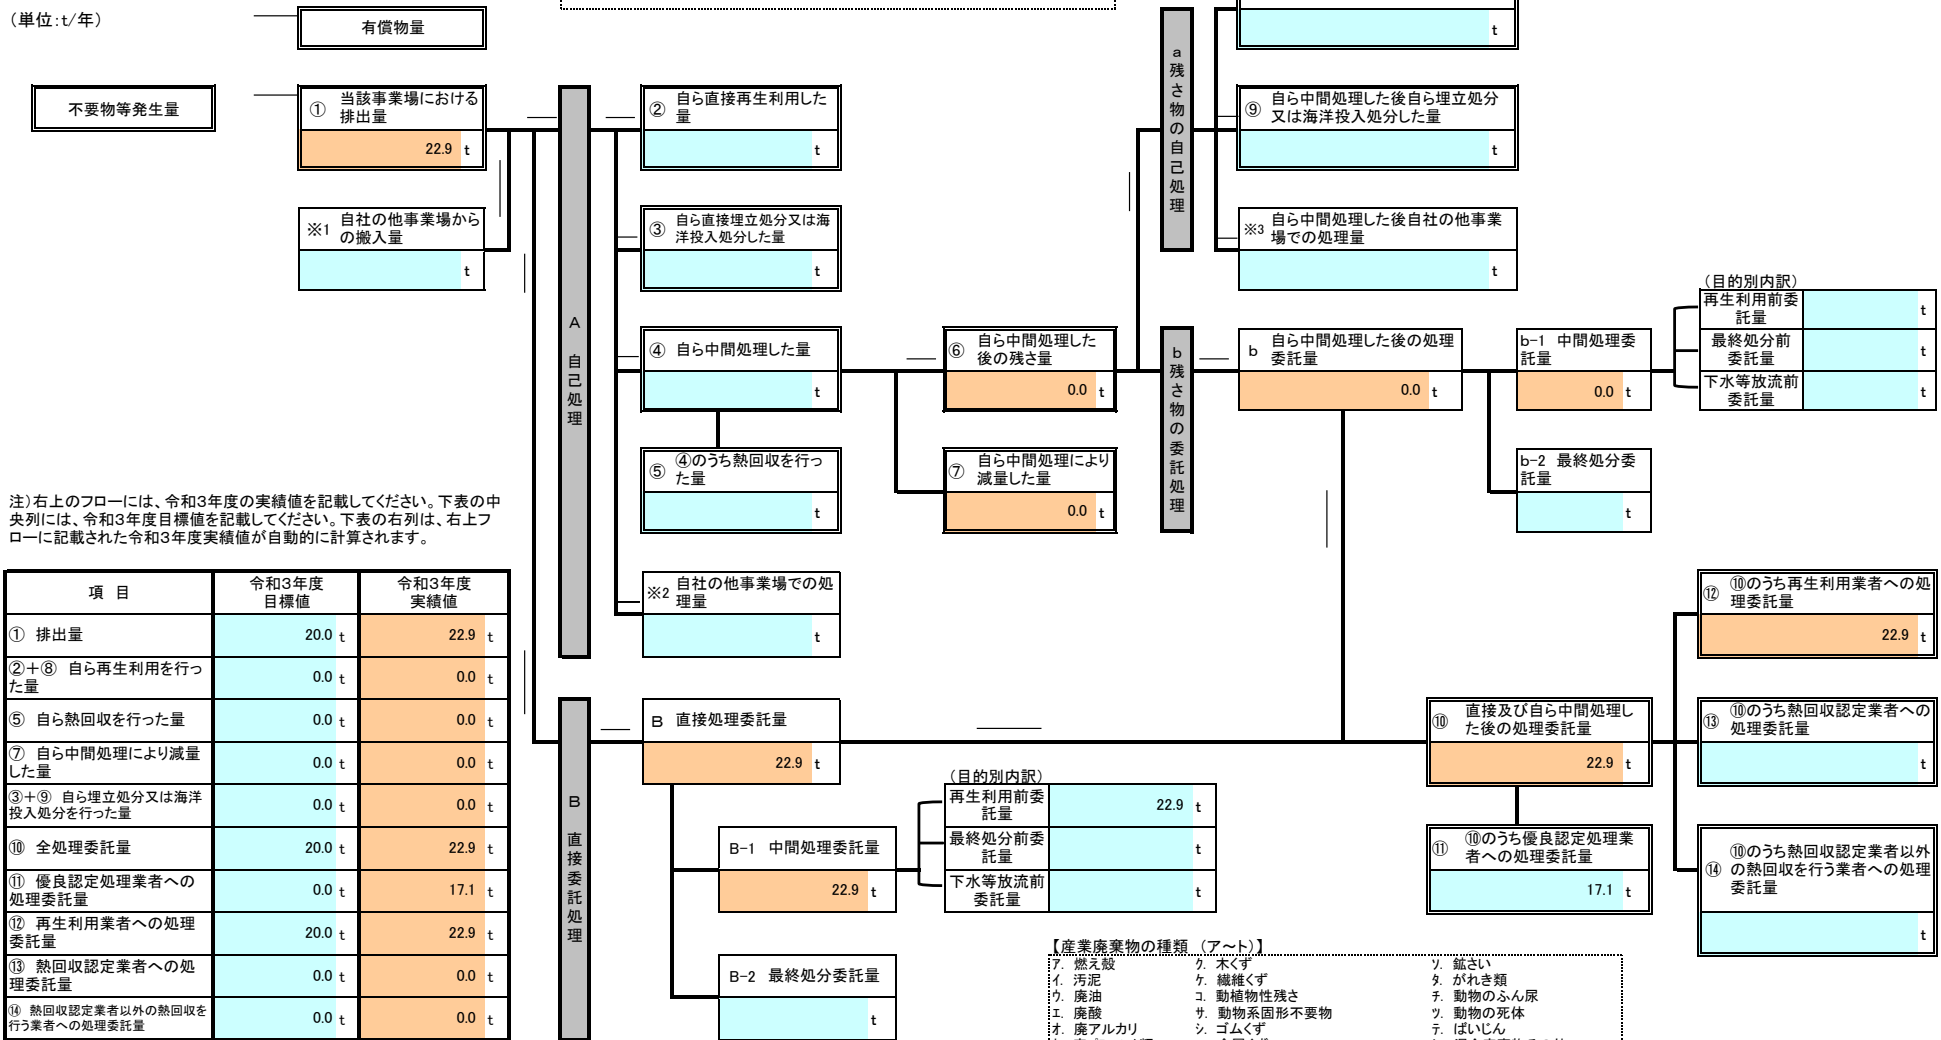 （単位：t/年）
有償物量
t
不要物等発生量
① 当該事業場における
排出量
22.9 t
※1 自社の他事業場から
の搬入量
t
A 自己処理
② 自ら直接再生利用した
量
t
③ 自ら直接埋立処分又は海
洋投入処分した量
t
④ 自ら中間処理した量
t
⑤ ④のうち熱回収を行っ
た量
t
※2 自社の他事業場での処
理量
t
⑥ 自ら中間処理した
後の残さ量
0.0 t
⑦ 自ら中間処理により
減量した量
0.0 t
a 残さ物の自己処理
⑨ 自ら中間処理した後自ら埋立処分
又は海洋投入処分した量
t
※3 自ら中間処理した後自社の他事業
場での処理量
t
b 残さ物の委託処理
b 自ら中間処理した後の処理
委託量
0.0 t
b-1 中間処理委
託量
0.0 t
b-2 最終処分委
託量
t
（目的別内訳）
再生利用前委
託量
t
最終処分前
委託量
t
下水等放流前
委託量
t
注）右上のフローには、令和3年度の実績値を記載してください。下表の中
央列には、令和3年度目標値を記載してください。下表の右列は、右上フ
ローに記載された令和3年度実績値が自動的に計算されます。
項 目 令和3年度 目標値 令和3年度 実績値
① 排出量 20.0 t 22.9 t
②＋⑧ 自ら再生利用を行っ
た量 0.0 t 0.0 t
⑤ 自ら熱回収を行った量 0.0 t 0.0 t
⑦ 自ら中間処理により減量
した量 0.0 t 0.0 t
③＋⑨ 自ら埋立処分又は海洋
投入処分を行った量 0.0 t 0.0 t
⑩ 全処理委託量 20.0 t 22.9 t
⑪ 優良認定処理業者への
処理委託量 0.0 t 17.1 t
⑫ 再生利用業者への処理
委託量 20.0 t 22.9 t
⑬ 熱回収認定業者への処
理委託量 0.0 t 0.0 t
⑭ 熱回収認定業者以外の熱回収を
行う業者への処理委託量 0.0 t 0.0 t
B 直接委託処理
B 直接処理委託量
22.9 t
B-1 中間処理委託量
22.9 t
B-2 最終処分委託量
t
（目的別内訳）
再生利用前委
託量
22.9 t
最終処分前委
託量
t
下水等放流前
委託量
t
⑩ 直接及び自ら中間処理し
た後の処理委託量
22.9 t
⑪ ⑩のうち優良認定処理業
者への処理委託量
17.1 t
⑫ ⑩のうち再生利用業者への処
理委託量
22.9 t
⑬ ⑩のうち熱回収認定業者への
処理委託量
t
⑭ ⑩のうち熱回収認定業者以外
の熱回収を行う業者への処理
委託量
t
【産業廃棄物の種類 （ア～ト）】
ア. 燃え殻 ク. 木くず ソ. 鉱さい
イ. 汚泥 ケ. 繊維くず タ. がれき類
ウ. 廃油 コ. 動植物性残さ チ. 動物のふん尿
エ. 廃酸 サ. 動物系固形不要物 ツ. 動物の死体
オ. 廃アルカリ シ. ゴムくず テ. ばいじん